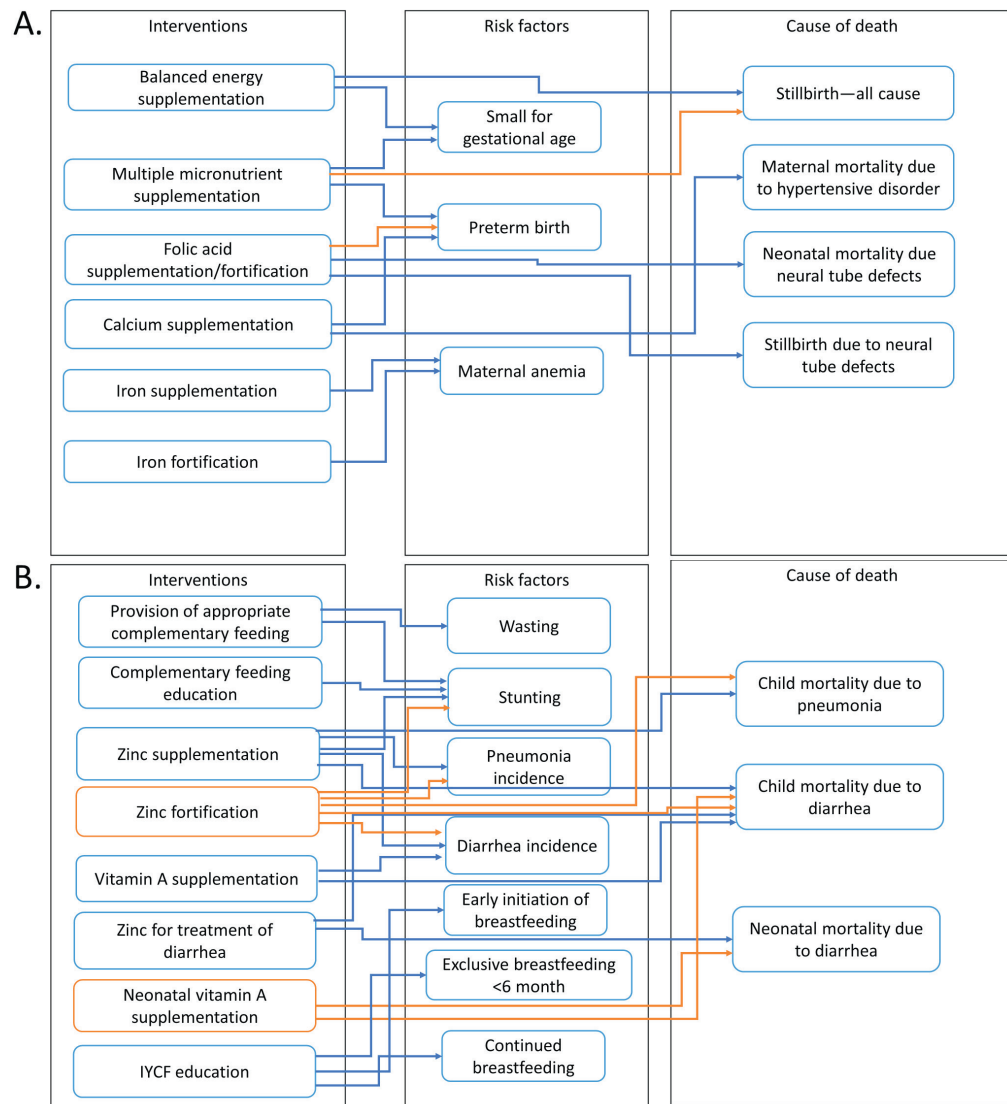 A.
Interventions
Risk factors
Cause of death
Balanced energy
supplementation
Multiple micronutrient
supplementation
Folic acid
supplementation/fortification
Calcium supplementation
Iron supplementation
Iron fortification
Small for
gestational age
Preterm birth
Maternal anemia
Stillbirth—all cause
Maternal mortality due
to hypertensive disorder
Neonatal mortality due
neural tube defects
Stillbirth due to neural
tube defects
B.
Interventions
Risk factors
Cause of death
Provision of appropriate
complementary feeding
Complementary feeding
education
Zinc supplementation
Zinc fortification
Vitamin A supplementation
Zinc for treatment of
diarrhea
Neonatal vitamin A
supplementation
IYCF education
Wasting
Stunting
Pneumonia
incidence
Diarrhea incidence
Early initiation of
breastfeeding
Exclusive breastfeeding
<6 month
Continued
breastfeeding
Child mortality due to
pneumonia
Child mortality due to
diarrhea
Neonatal mortality due
to diarrhea